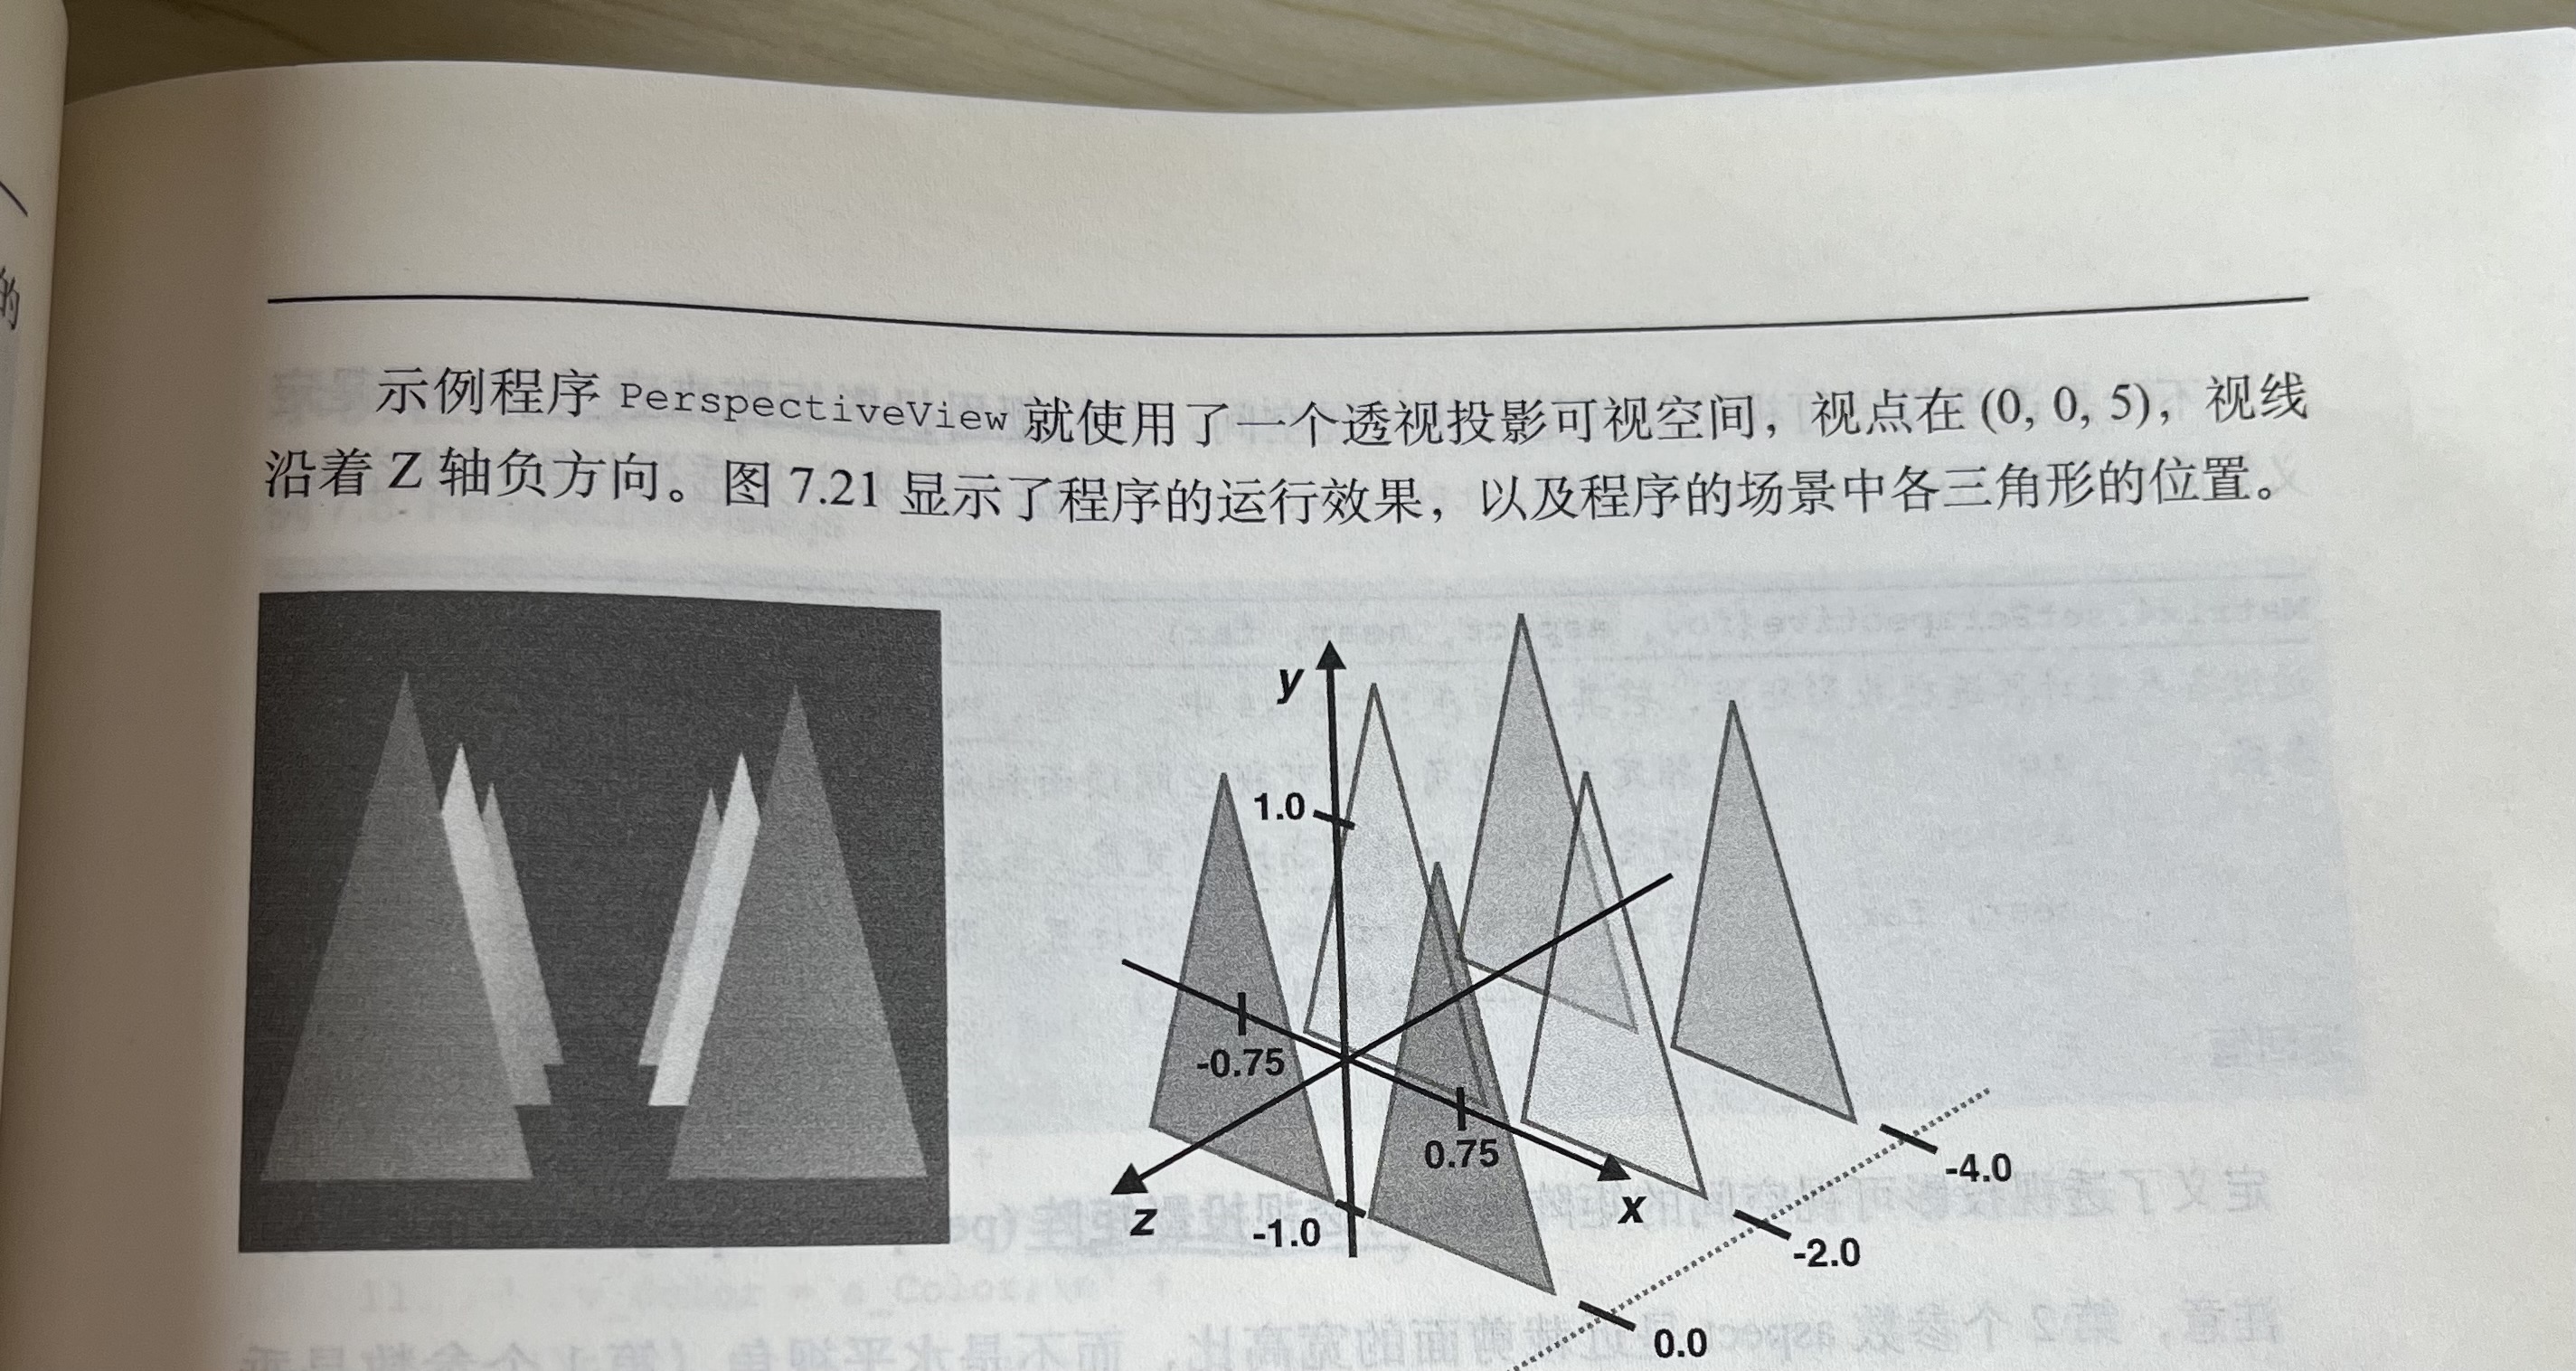 的
示例程序 PerspectiveView 就使用了一个透视投影可视空间，视点在 (0, 0, 5)，视线
沿着 Z 轴负方向。图 7.21 显示了程序的运行效果，以及程序的场景中各三角形的位置。
y
1.0
-0.75
0.75
z
-1.0
x
-4.0
-2.0
0.0